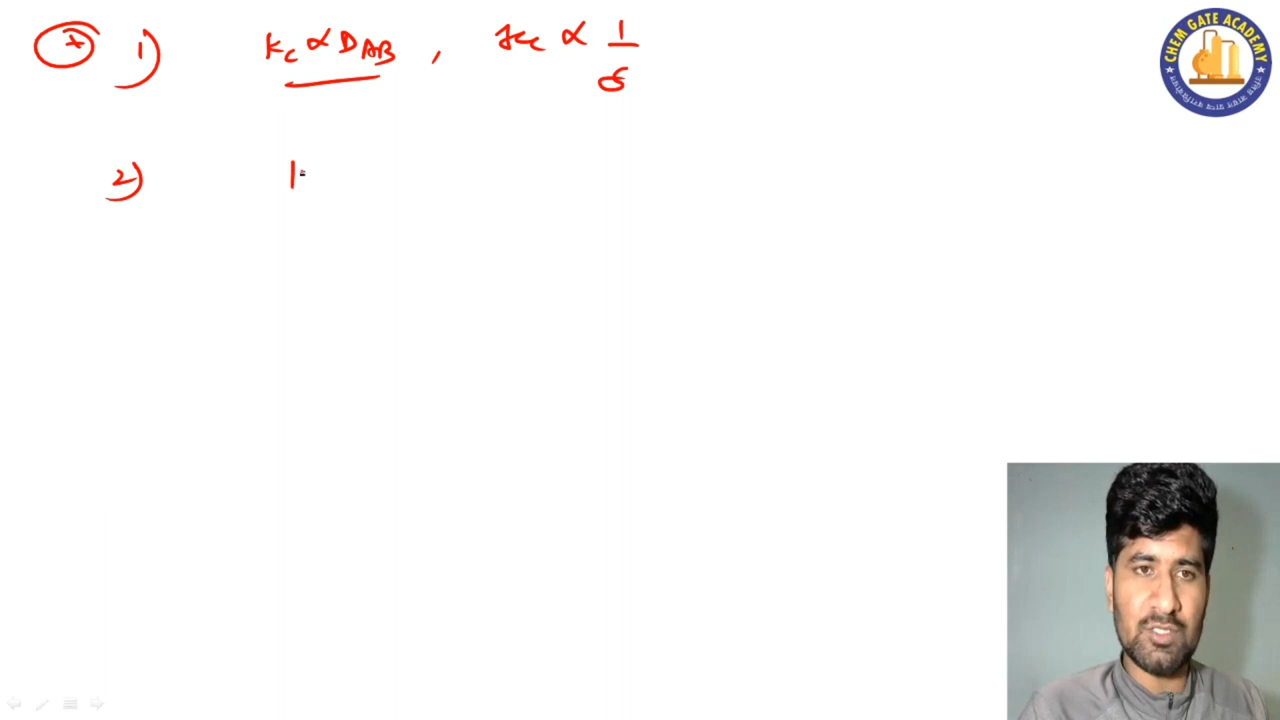 * 1) Kc ∝ DAB , Kc ∝ 1/δ
2)
CHEM GATE ACADEMY